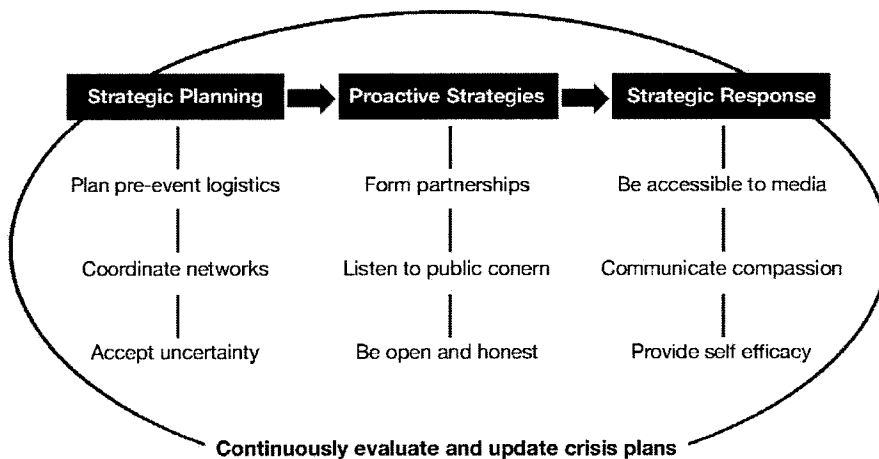 Strategic Planning
Proactive Strategies
Strategic Response
Plan pre-event logistics
Form partnerships
Be accessible to media
Coordinate networks
Listen to public conern
Communicate compassion
Accept uncertainty
Be open and honest
Provide self efficacy
Continuously evaluate and update crisis plans